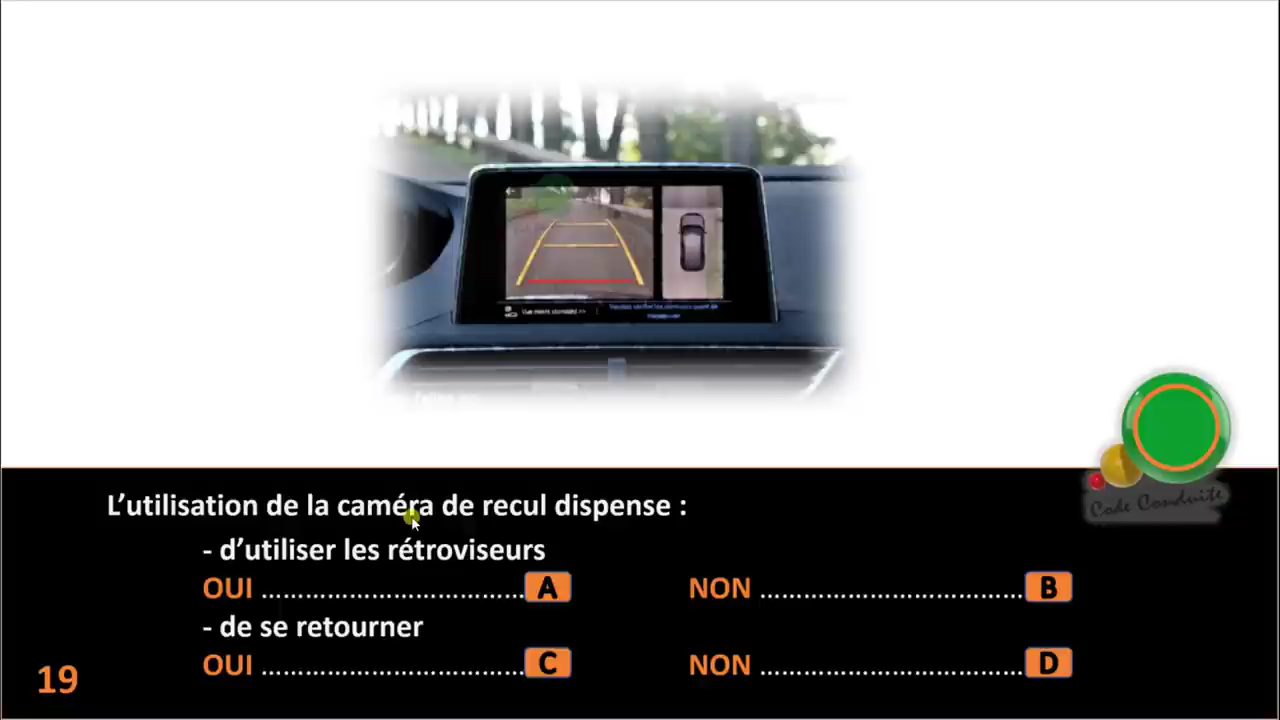 L’utilisation de la caméra de recul dispense :
- d’utiliser les rétroviseurs
OUI ................................ A NON ................................ B
- de se retourner
OUI ................................ C NON ................................ D
19
Code Conduite